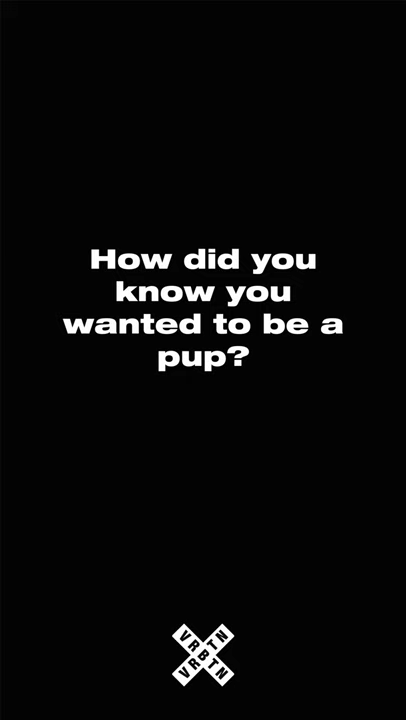 How did you
know you
wanted to be a
pup?
VRBTN
VRBTN